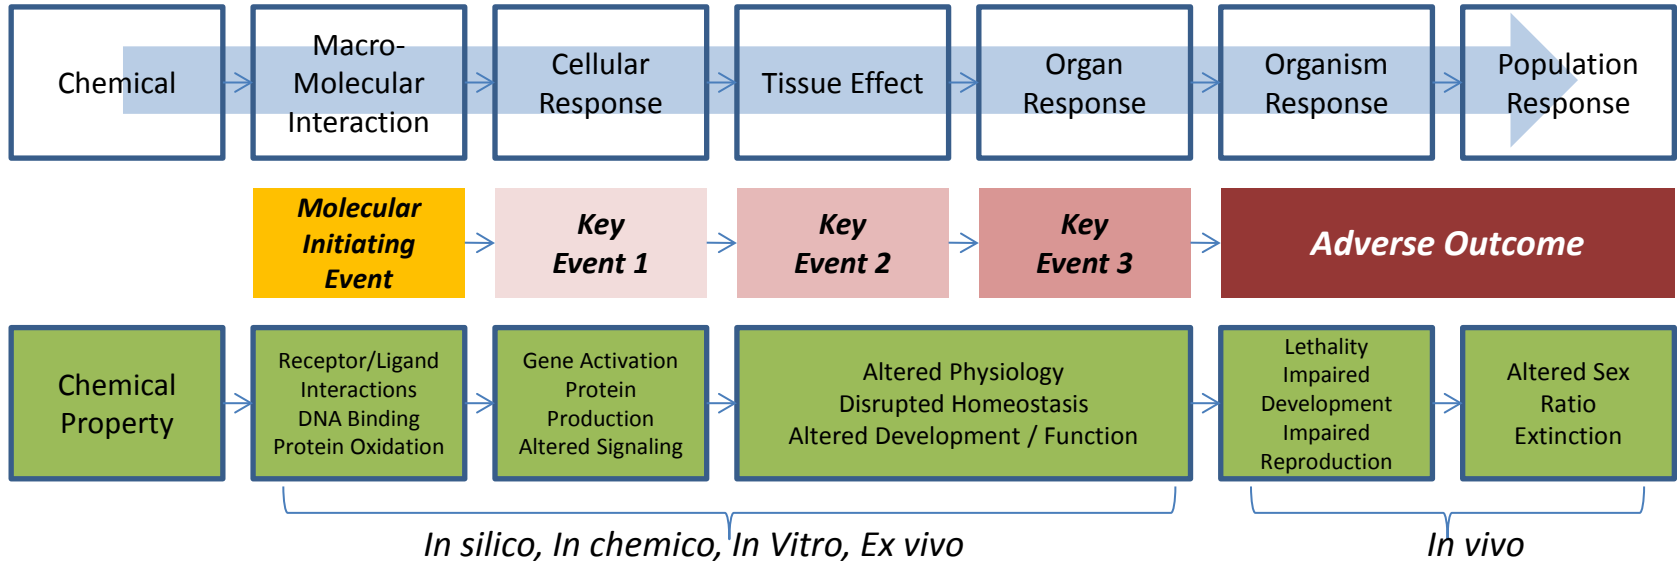 Chemical
Macro-
Molecular
Interaction
Cellular
Response
Tissue Effect
Organ
Response
Organism
Response
Population
Response
Molecular
Initiating
Event
Key
Event 1
Key
Event 2
Key
Event 3
Adverse Outcome
Chemical
Property
Receptor/Ligand
Interactions
DNA Binding
Protein Oxidation
Gene Activation
Protein
Production
Altered Signaling
Altered Physiology
Disrupted Homeostasis
Altered Development / Function
Lethality
Impaired
Development
Impaired
Reproduction
Altered Sex
Ratio
Extinction
In silico, In chemico, In Vitro, Ex vivo
In vivo